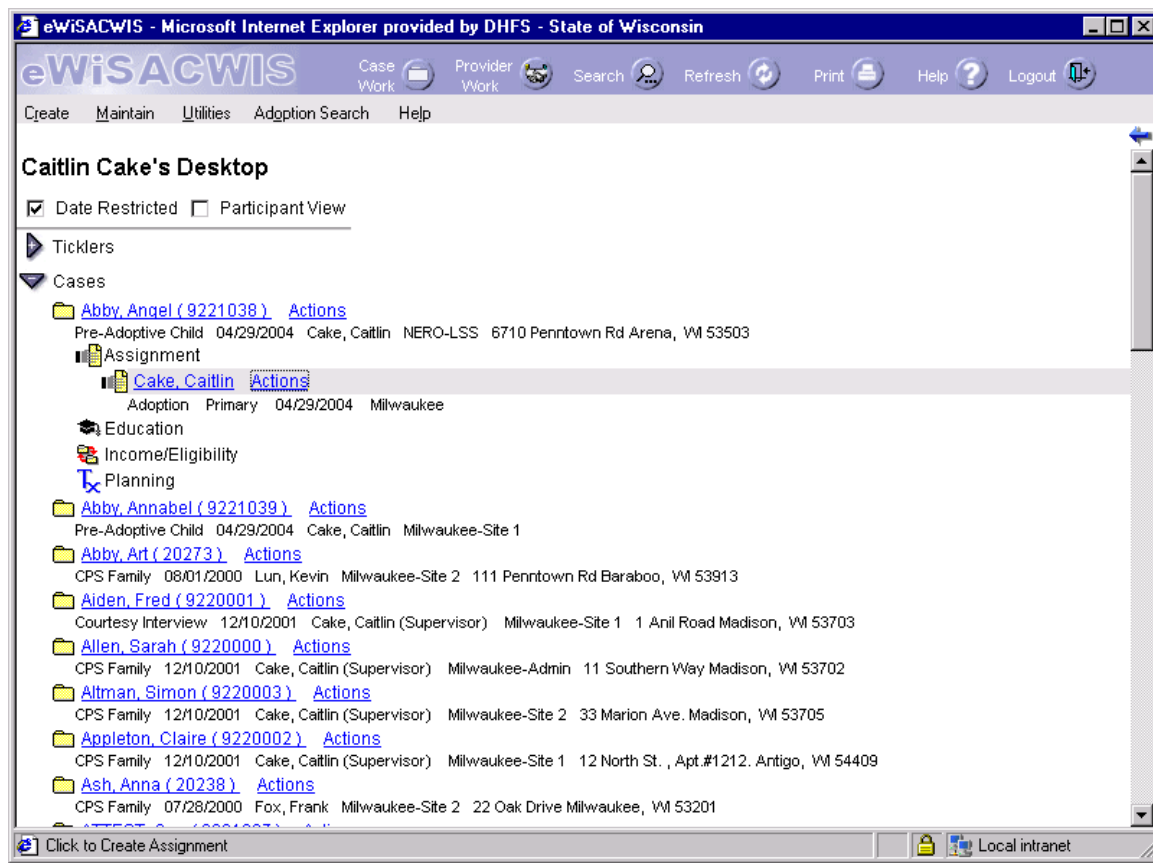 eWiSACWIS - Microsoft Internet Explorer provided by DHFS - State of Wisconsin
eWiSACWIS Case Work Provider Work Search Refresh Print Help Logout
Create Maintain Utilities Adoption Search Help
Caitlin Cake's Desktop
Date Restricted Participant View
Ticklers
Cases
Abby, Angel ( 9221038 ) Actions
Pre-Adoptive Child 04/29/2004 Cake, Caitlin NERO-LSS 6710 Penntown Rd Arena, WI 53503
Assignment
Cake, Caitlin Actions
Adoption Primary 04/29/2004 Milwaukee
Education
Income/Eligibility
Tx Planning
Abby, Annabel ( 9221039 ) Actions
Pre-Adoptive Child 04/29/2004 Cake, Caitlin Milwaukee-Site 1
Abby, Art ( 20273 ) Actions
CPS Family 08/01/2000 Lun, Kevin Milwaukee-Site 2 111 Penntown Rd Baraboo, WI 53913
Aiden, Fred ( 9220001 ) Actions
Courtesy Interview 12/10/2001 Cake, Caitlin (Supervisor) Milwaukee-Site 1 1 Anil Road Madison, WI 53703
Allen, Sarah ( 9220000 ) Actions
CPS Family 12/10/2001 Cake, Caitlin (Supervisor) Milwaukee-Admin 11 Southern Way Madison, WI 53702
Altman, Simon ( 9220003 ) Actions
CPS Family 12/10/2001 Cake, Caitlin (Supervisor) Milwaukee-Site 2 33 Marion Ave. Madison, WI 53705
Appleton, Claire ( 9220002 ) Actions
CPS Family 12/10/2001 Cake, Caitlin (Supervisor) Milwaukee-Site 1 12 North St. , Apt.#1212. Antigo, WI 54409
Ash, Anna ( 20238 ) Actions
CPS Family 07/28/2000 Fox, Frank Milwaukee-Site 2 22 Oak Drive Milwaukee, WI 53201
Click to Create Assignment Local intranet